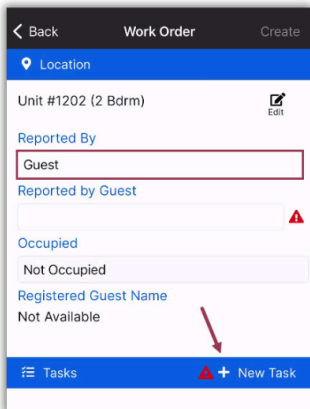 Back Work Order Create
Location
Unit #1202 (2 Bdrm)
Edit
Reported By
Guest
Reported by Guest
Occupied
Not Occupied
Registered Guest Name
Not Available
Tasks + New Task